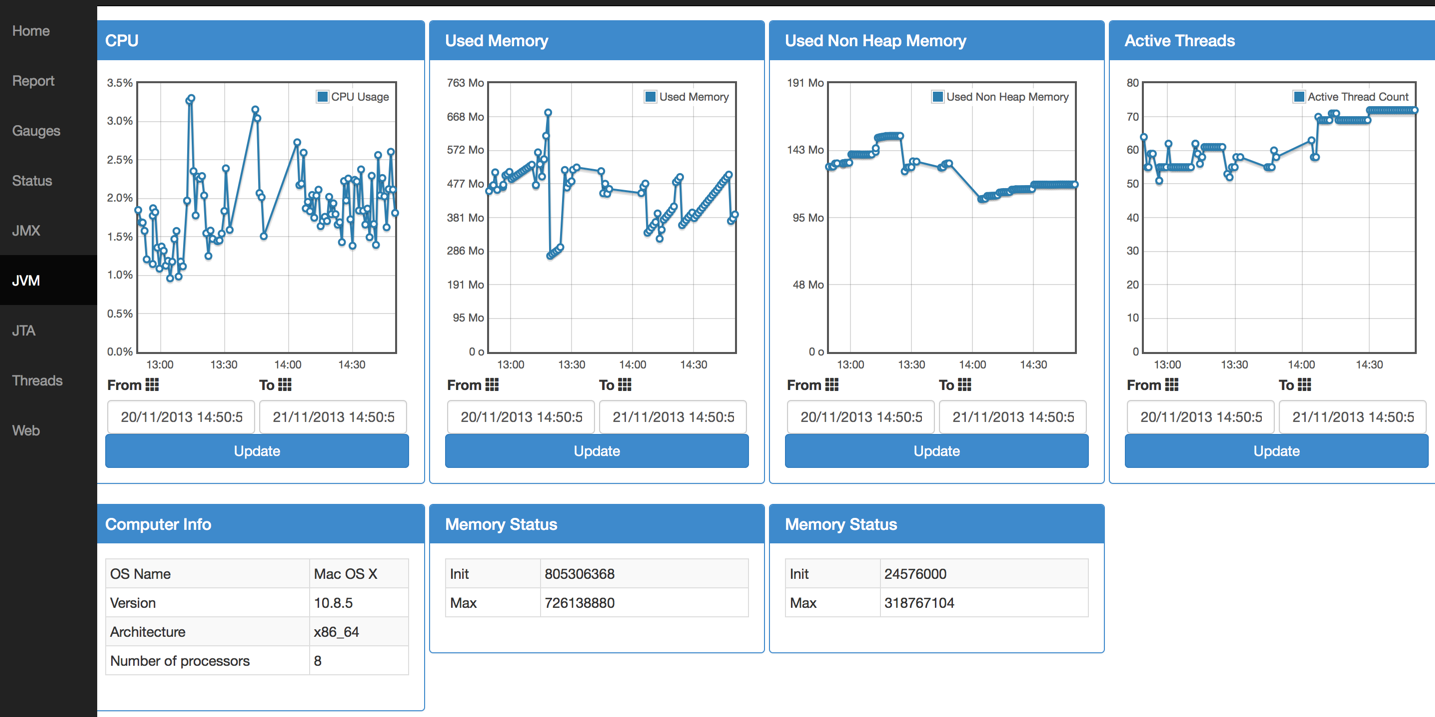 Home
Report
Gauges
Status
JMX
JVM
JTA
Threads
Web
CPU
3.5%
3.0%
2.5%
2.0%
1.5%
1.0%
0.5%
0.0%
CPU Usage
13:00 13:30 14:00 14:30
From To
20/11/2013 14:50:5 21/11/2013 14:50:5
Update
Used Memory
763 Mo
668 Mo
572 Mo
477 Mo
381 Mo
286 Mo
191 Mo
95 Mo
0 o
Used Memory
13:00 13:30 14:00 14:30
From To
20/11/2013 14:50:5 21/11/2013 14:50:5
Update
Used Non Heap Memory
191 Mo
143 Mo
95 Mo
48 Mo
0 o
Used Non Heap Memory
13:00 13:30 14:00 14:30
From To
20/11/2013 14:50:5 21/11/2013 14:50:5
Update
Active Threads
80
70
60
50
40
30
20
10
0
Active Thread Count
13:00 13:30 14:00 14:30
From To
20/11/2013 14:50:5 21/11/2013 14:50:5
Update
Computer Info
OS Name Mac OS X
Version 10.8.5
Architecture x86_64
Number of processors 8
Memory Status
Init 805306368
Max 726138880
Memory Status
Init 24576000
Max 318767104